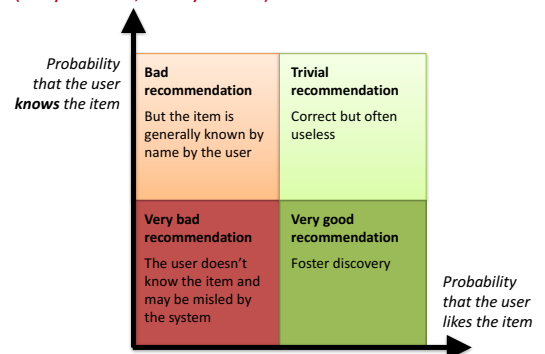 Probability
that the user
knows the item
Bad
recommendation
But the item is
generally known by
name by the user
Trivial
recommendation
Correct but often
useless
Very bad
recommendation
The user doesn't
know the item and
may be misled by
the system
Very good
recommendation
Foster discovery
Probability
that the user
likes the item